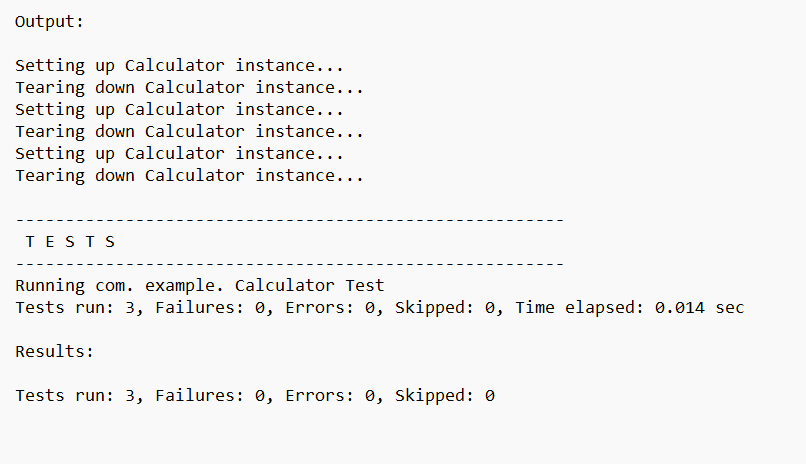 Output:
Setting up Calculator instance...
Tearing down Calculator instance...
Setting up Calculator instance...
Tearing down Calculator instance...
Setting up Calculator instance...
Tearing down Calculator instance...
-------------------------------------------------------
T E S T S
-------------------------------------------------------
Running com. example. Calculator Test
Tests run: 3, Failures: 0, Errors: 0, Skipped: 0, Time elapsed: 0.014 sec
Results:
Tests run: 3, Failures: 0, Errors: 0, Skipped: 0